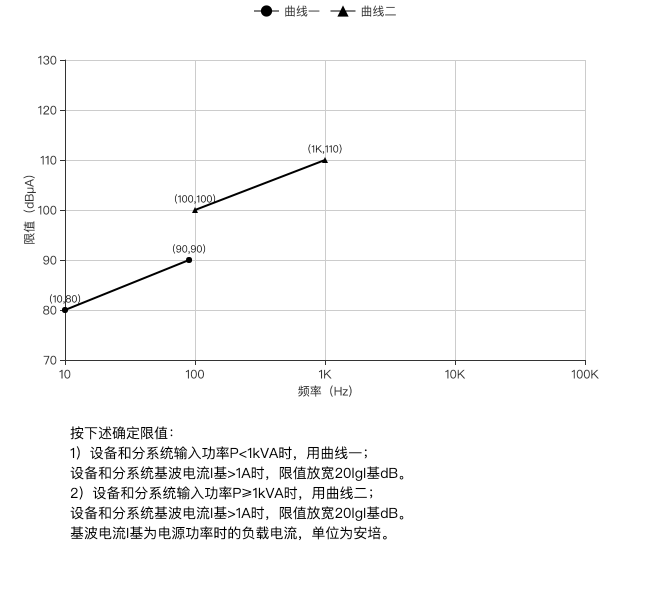 曲线一 曲线二
130
120
110
100
90
80
70
限值（dBμA）
(1K,110)
(100,100)
(90,90)
(10,80)
10 100 1K 10K 100K
频率（Hz）
按下述确定限值：
1）设备和分系统输入功率P<1kVA时，用曲线一；
设备和分系统基波电流I基>1A时，限值放宽20lgI基dB。
2）设备和分系统输入功率P≥1kVA时，用曲线二；
设备和分系统基波电流I基>1A时，限值放宽20lgI基dB。
基波电流I基为电源功率时的负载电流，单位为安培。